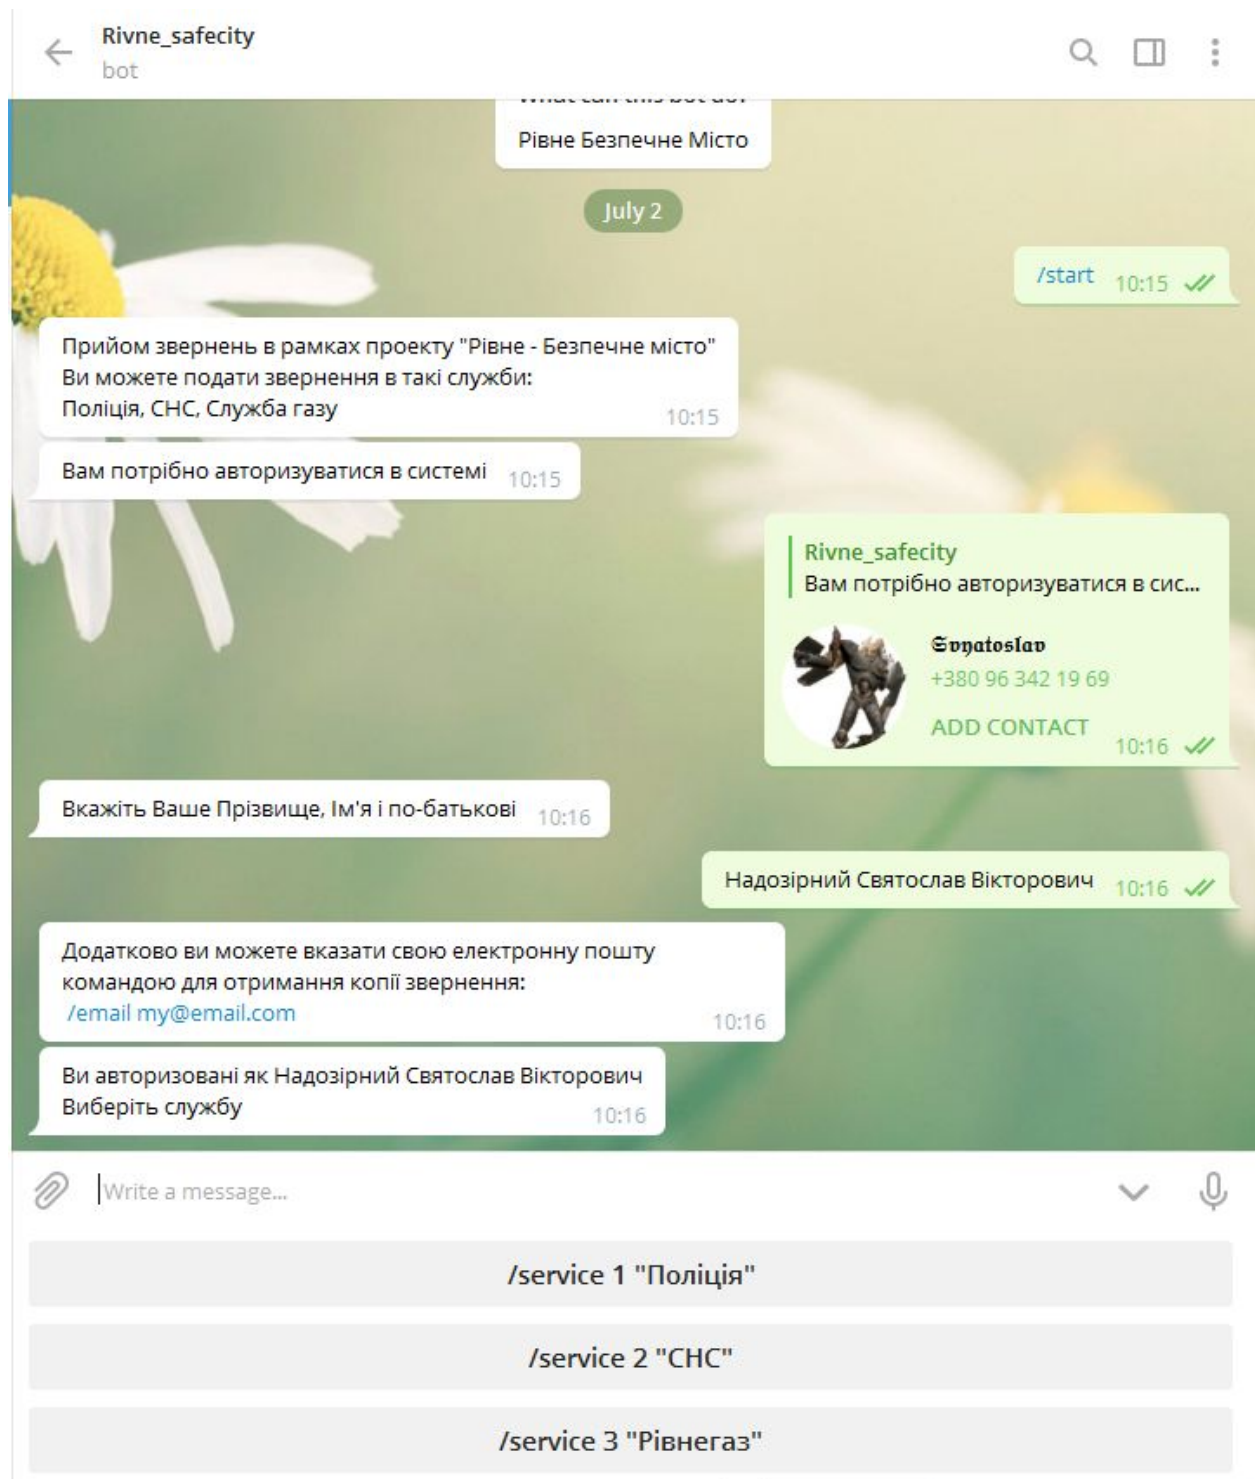 Rivne_safecity
bot
What can this bot do?
Рівне Безпечне Місто
July 2
/start 10:15
Прийом звернень в рамках проекту "Рівне - Безпечне місто"
Ви можете подати звернення в такі служби:
Поліція, СНС, Служба газу 10:15
Вам потрібно авторизуватися в системі 10:15
Rivne_safecity
Вам потрібно авторизуватися в сис...
Svyatoslav
+380 96 342 19 69
ADD CONTACT
10:16
Вкажіть Ваше Прізвище, Ім'я і по-батькові 10:16
Надозірний Святослав Вікторович 10:16
Додатково ви можете вказати свою електронну пошту
командою для отримання копії звернення:
/email my@email.com 10:16
Ви авторизовані як Надозірний Святослав Вікторович
Виберіть службу 10:16
Write a message...
/service 1 "Поліція"
/service 2 "СНС"
/service 3 "Рівнегаз"